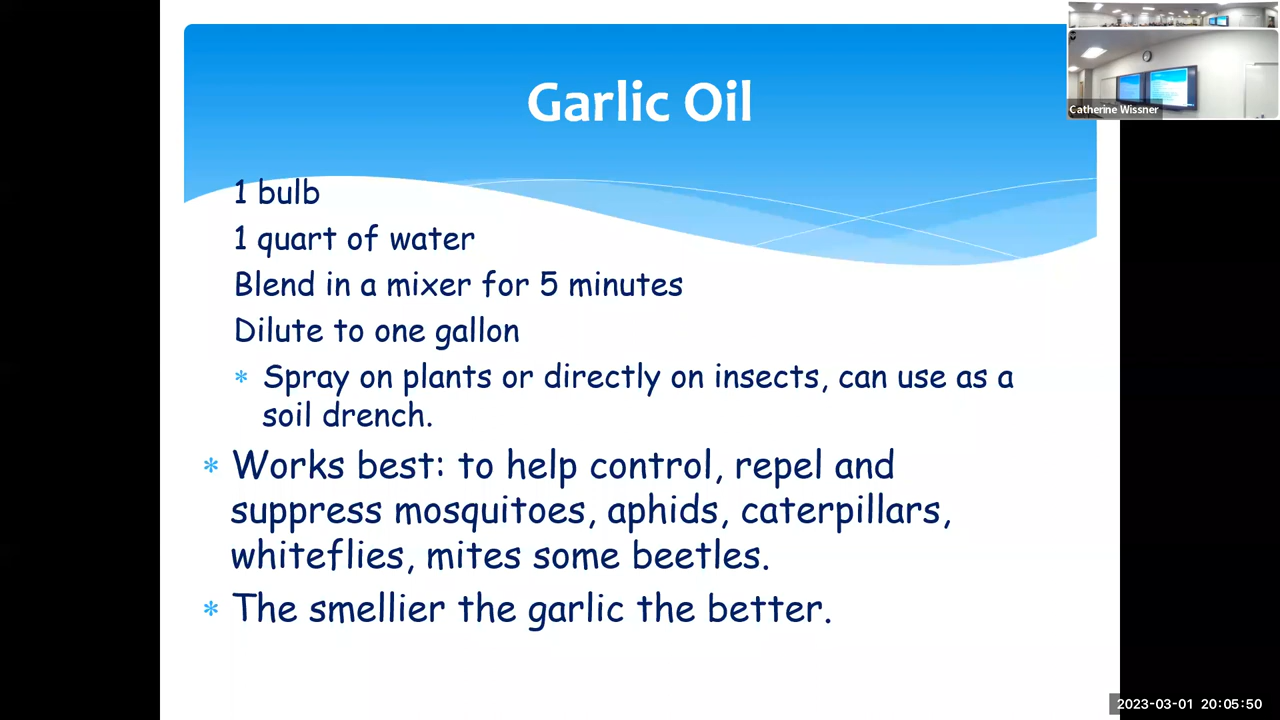 Garlic Oil
1 bulb
1 quart of water
Blend in a mixer for 5 minutes
Dilute to one gallon
* Spray on plants or directly on insects, can use as a
soil drench.
* Works best: to help control, repel and
suppress mosquitoes, aphids, caterpillars,
whiteflies, mites some beetles.
* The smellier the garlic the better.
Catherine Wissner
2023-03-01 20:05:50